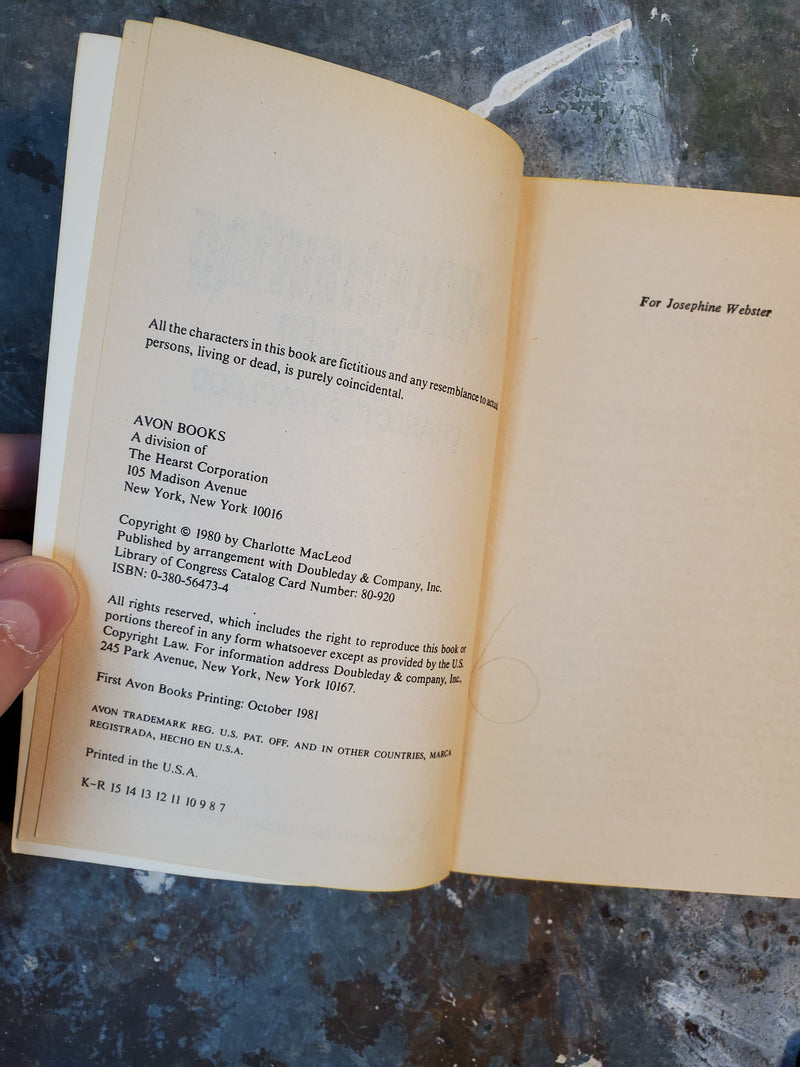 All the characters in this book are fictitious and any resemblance to actual
persons, living or dead, is purely coincidental.
AVON BOOKS
A division of
The Hearst Corporation
105 Madison Avenue
New York, New York 10016
Copyright © 1980 by Charlotte MacLeod
Published by arrangement with Doubleday & Company, Inc.
Library of Congress Catalog Card Number: 80-920
ISBN: 0-380-56473-4
All rights reserved, which includes the right to reproduce this book or
portions thereof in any form whatsoever except as provided by the U.S.
Copyright Law. For information address Doubleday & company, Inc.,
245 Park Avenue, New York, New York 10167.
First Avon Books Printing: October 1981
AVON TRADEMARK REG. U.S. PAT. OFF. AND IN OTHER COUNTRIES, MARCA
REGISTRADA, HECHO EN U.S.A.
Printed in the U.S.A.
K–R 15 14 13 12 11 10 9 8 7
For Josephine Webster